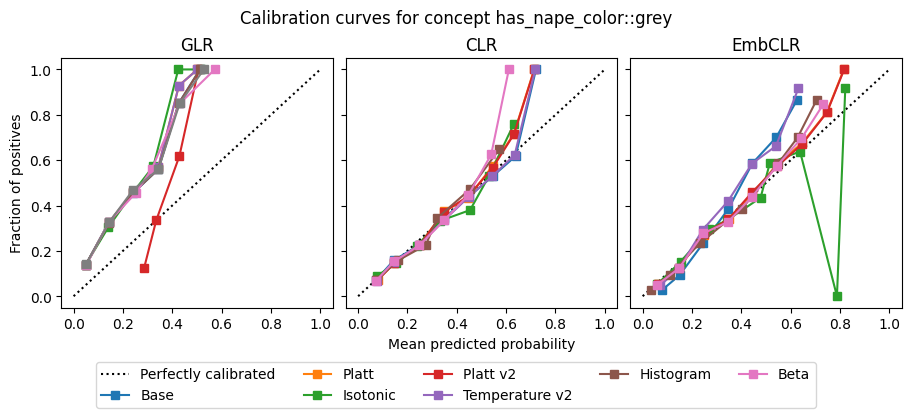 Calibration curves for concept has_nape_color::grey
GLR
CLR
EmbCLR
Fraction of positives
1.0
0.8
0.6
0.4
0.2
0.0
0.0 0.2 0.4 0.6 0.8 1.0
0.0 0.2 0.4 0.6 0.8 1.0
0.0 0.2 0.4 0.6 0.8 1.0
Mean predicted probability
Perfectly calibrated
Base
Platt
Isotonic
Platt v2
Temperature v2
Histogram
Beta